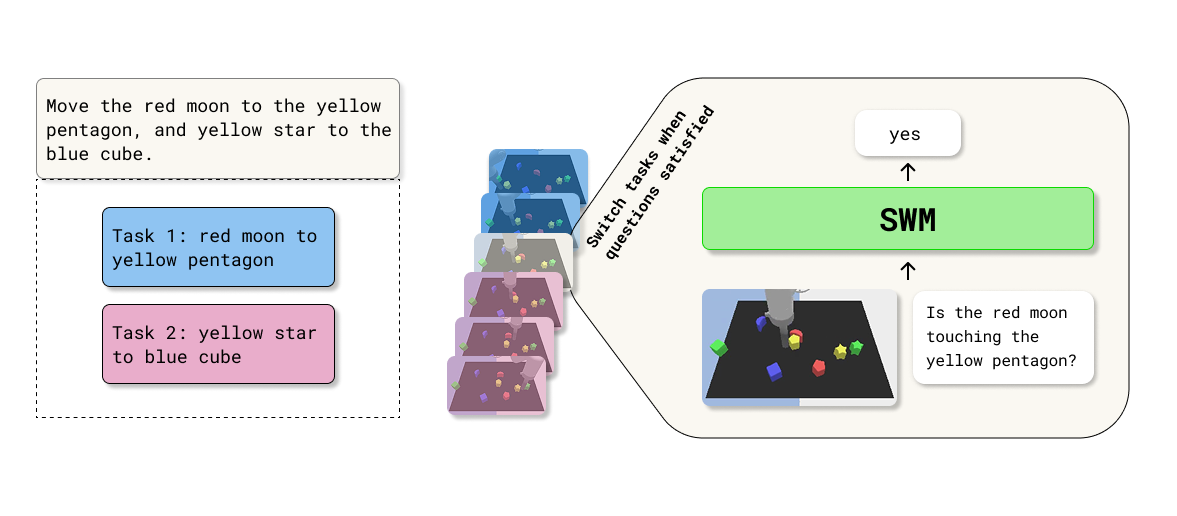 Move the red moon to the yellow
pentagon, and yellow star to the
blue cube.
Task 1: red moon to
yellow pentagon
Task 2: yellow star
to blue cube
Switch tasks when
questions satisfied
yes
SWM
Is the red moon
touching the
yellow pentagon?